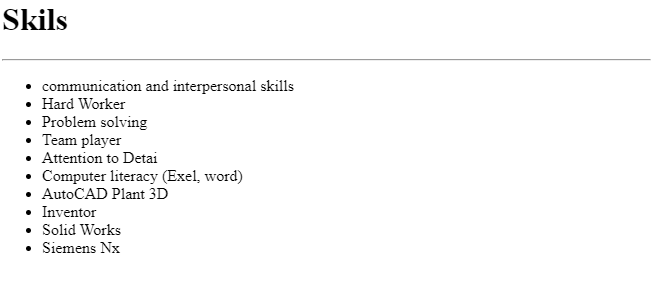 Skils
communication and interpersonal skills
Hard Worker
Problem solving
Team player
Attention to Detai
Computer literacy (Exel, word)
AutoCAD Plant 3D
Inventor
Solid Works
Siemens Nx